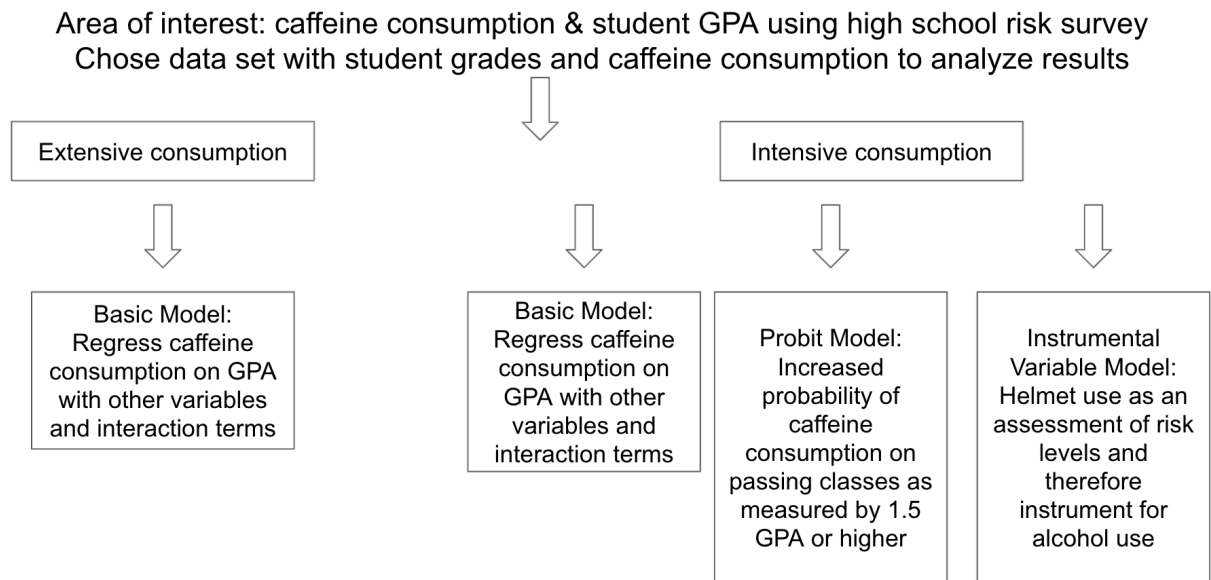 Area of interest: caffeine consumption & student GPA using high school risk survey
Chose data set with student grades and caffeine consumption to analyze results
Extensive consumption
Intensive consumption
Basic Model:
Regress caffeine
consumption on GPA
with other variables
and interaction terms
Basic Model:
Regress caffeine
consumption on
GPA with other
variables and
interaction terms
Probit Model:
Increased
probability of
caffeine
consumption on
passing classes as
measured by 1.5
GPA or higher
Instrumental
Variable Model:
Helmet use as an
assessment of risk
levels and
therefore
instrument for
alcohol use